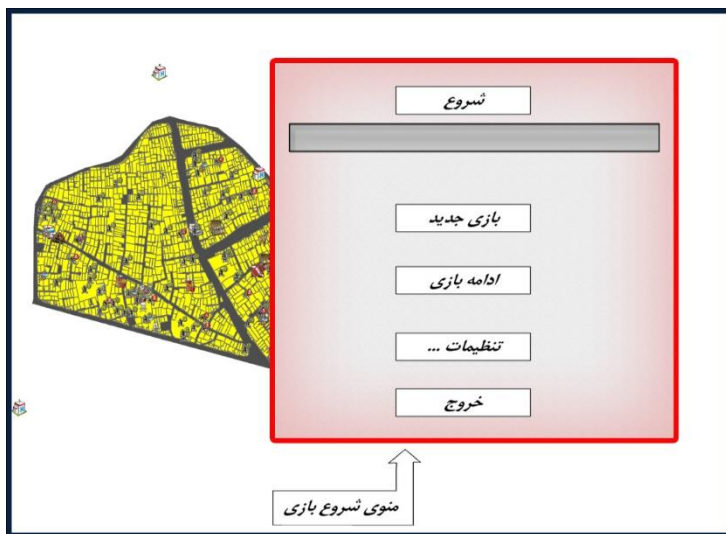 شروع
بازی جدید
ادامه بازی
تنظیمات ...
خروج
منوی شروع بازی